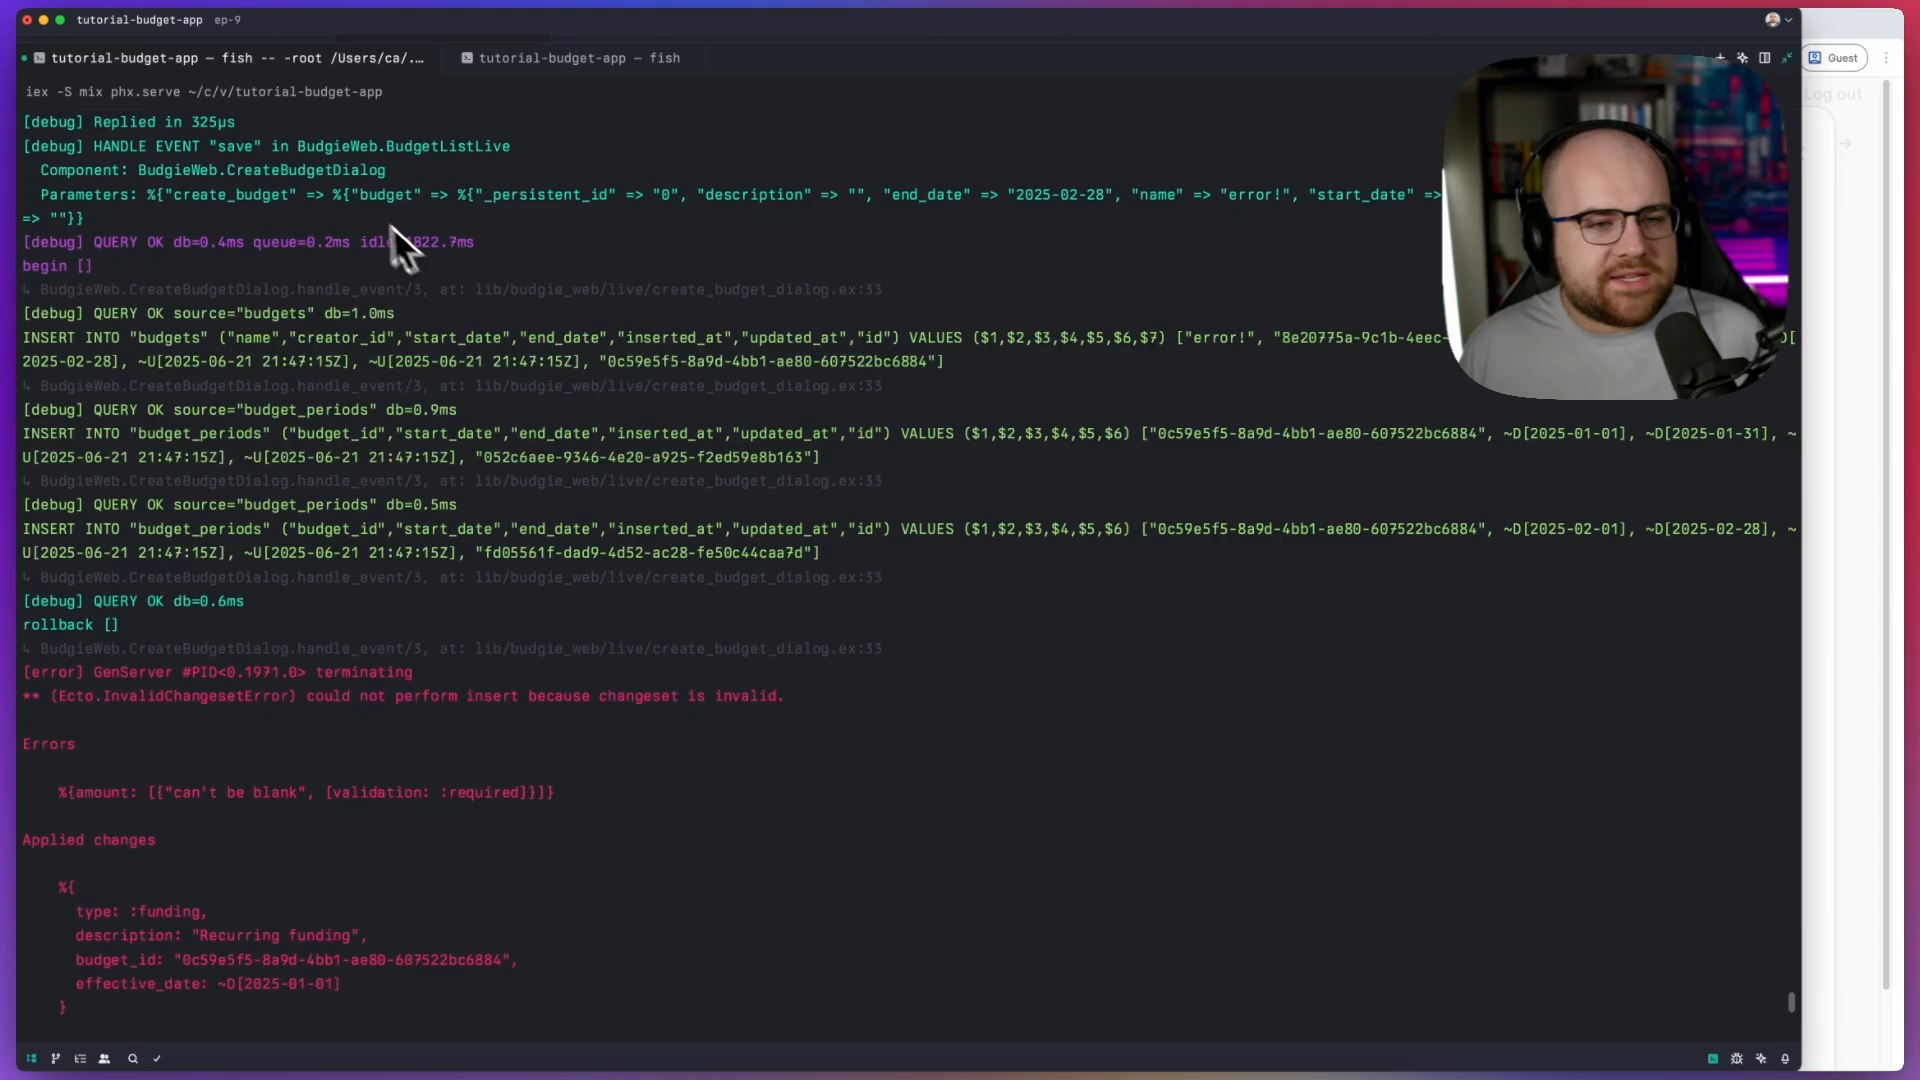 tutorial-budget-app ep-9
tutorial-budget-app — fish -- -root /Users/ca/.… tutorial-budget-app — fish
Guest
iex -S mix phx.serve ~/c/v/tutorial-budget-app
Log out
[debug] Replied in 325µs
[debug] HANDLE EVENT "save" in BudgieWeb.BudgetListLive
Component: BudgieWeb.CreateBudgetDialog
Parameters: %{"create_budget" => %{"budget" => %{"_persistent_id" => "0", "description" => "", "end_date" => "2025-02-28", "name" => "error!", "start_date" =>
=> ""}}
[debug] QUERY OK db=0.4ms queue=0.2ms 822.7ms
begin []
↳ BudgieWeb.CreateBudgetDialog.handle_event/3, at: lib/budgie_web/live/create_budget_dialog.ex:33
[debug] QUERY OK source="budgets" db=1.0ms
INSERT INTO "budgets" ("name","creator_id","start_date","end_date","inserted_at","updated_at","id") VALUES ($1,$2,$3,$4,$5,$6,$7) ["error!", "8e20775a-9c1b-4eec- D[
2025-02-28], ~U[2025-06-21 21:47:15Z], ~U[2025-06-21 21:47:15Z], "0c59e5f5-8a9d-4bb1-ae80-607522bc6884"]
↳ BudgieWeb.CreateBudgetDialog.handle_event/3, at: lib/budgie_web/live/create_budget_dialog.ex:33
[debug] QUERY OK source="budget_periods" db=0.9ms
INSERT INTO "budget_periods" ("budget_id","start_date","end_date","inserted_at","updated_at","id") VALUES ($1,$2,$3,$4,$5,$6) ["0c59e5f5-8a9d-4bb1-ae80-607522bc6884", ~D[2025-01-01], ~D[2025-01-31], ~
U[2025-06-21 21:47:15Z], ~U[2025-06-21 21:47:15Z], "052c6aee-9346-4e20-a925-f2ed59e8b163"]
↳ BudgieWeb.CreateBudgetDialog.handle_event/3, at: lib/budgie_web/live/create_budget_dialog.ex:33
[debug] QUERY OK source="budget_periods" db=0.5ms
INSERT INTO "budget_periods" ("budget_id","start_date","end_date","inserted_at","updated_at","id") VALUES ($1,$2,$3,$4,$5,$6) ["0c59e5f5-8a9d-4bb1-ae80-607522bc6884", ~D[2025-02-01], ~D[2025-02-28], ~
U[2025-06-21 21:47:15Z], ~U[2025-06-21 21:47:15Z], "fd05561f-dad9-4d52-ac28-fe50c44caa7d"]
↳ BudgieWeb.CreateBudgetDialog.handle_event/3, at: lib/budgie_web/live/create_budget_dialog.ex:33
[debug] QUERY OK db=0.6ms
rollback []
↳ BudgieWeb.CreateBudgetDialog.handle_event/3, at: lib/budgie_web/live/create_budget_dialog.ex:33
[error] GenServer #PID<0.1971.0> terminating
** (Ecto.InvalidChangesetError) could not perform insert because changeset is invalid.
Errors
%{amount: [{"can't be blank", [validation: :required]}]}
Applied changes
%{
type: :funding,
description: "Recurring funding",
budget_id: "0c59e5f5-8a9d-4bb1-ae80-607522bc6884",
effective_date: ~D[2025-01-01]
}